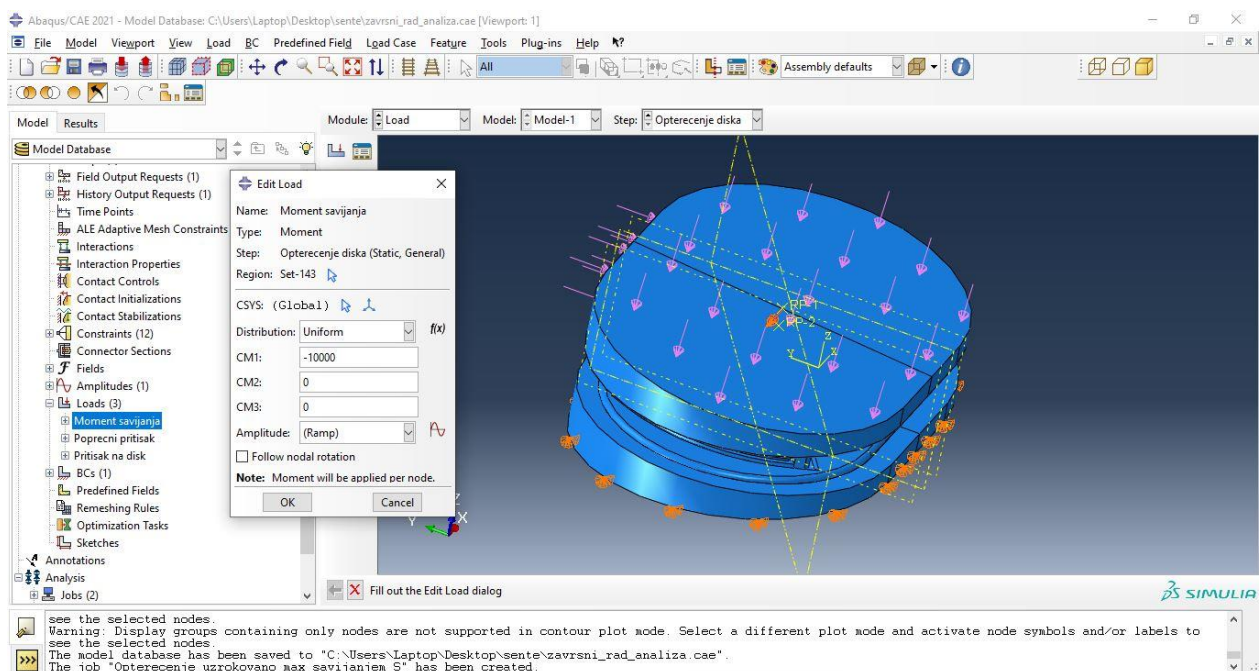 Abaqus/CAE 2021 - Model Database: C:\Users\Laptop\Desktop\sente\zavrsni_rad_analiza.cae [Viewport: 1]
File Model Viewport View Load BC Predefined Field Load Case Feature Tools Plug-ins Help
All
Assembly defaults
Model Results
Module: Load Model: Model-1 Step: Opterecenje diska
Model Database
Field Output Requests (1)
History Output Requests (1)
Time Points
ALE Adaptive Mesh Constraints
Interactions
Interaction Properties
Contact Controls
Contact Initializations
Contact Stabilizations
Constraints (12)
Connector Sections
Fields
Amplitudes (1)
Loads (3)
Moment savijanja
Poprecni pritisak
Pritisak na disk
BCs (1)
Predefined Fields
Remeshing Rules
Optimization Tasks
Sketches
Annotations
Analysis
Jobs (2)
Edit Load
Name: Moment savijanja
Type: Moment
Step: Opterecenje diska (Static, General)
Region: Set-143
CSYS: (Global)
Distribution: Uniform f(x)
CM1: -10000
CM2: 0
CM3: 0
Amplitude: (Ramp)
Follow nodal rotation
Note: Moment will be applied per node.
OK Cancel
RP-1
RP-2
Z
Y X
Z
Y X
Fill out the Edit Load dialog
SIMULIA
see the selected nodes.
Warning: Display groups containing only nodes are not supported in contour plot mode. Select a different plot mode and activate node symbols and/or labels to
see the selected nodes.
The model database has been saved to "C:\Users\Laptop\Desktop\sente\zavrsni_rad_analiza.cae".
The job "Opterecenje uzrokovano max savijanjem S" has been created.